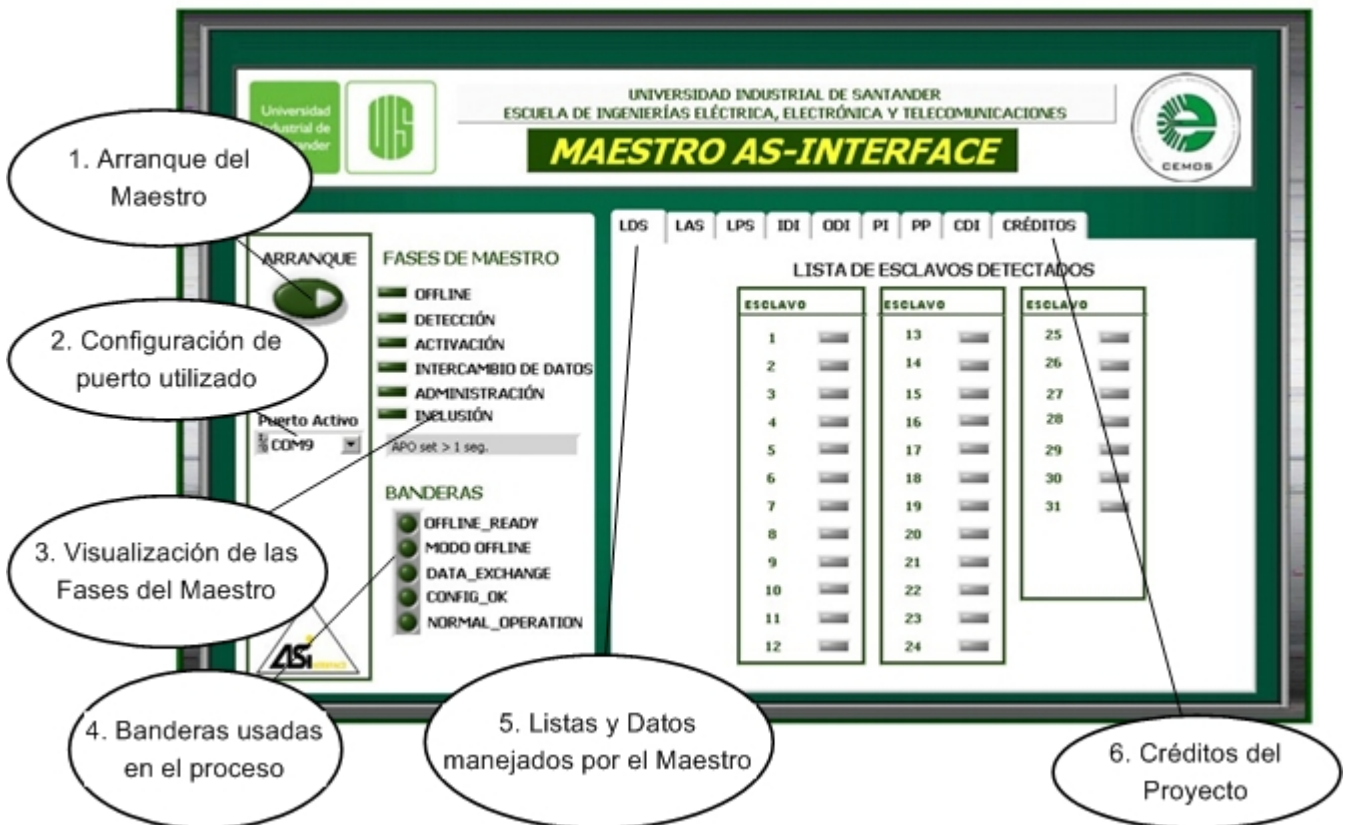 Universidad
Industrial de
Santander
UIS
UNIVERSIDAD INDUSTRIAL DE SANTANDER
ESCUELA DE INGENIERÍAS ELÉCTRICA, ELECTRÓNICA Y TELECOMUNICACIONES
MAESTRO AS-INTERFACE
CEMOS
1. Arranque del
Maestro
2. Configuración de
puerto utilizado
3. Visualización de las
Fases del Maestro
4. Banderas usadas
en el proceso
5. Listas y Datos
manejados por el Maestro
6. Créditos del
Proyecto
ARRANQUE
Puerto Activo
COM9
ASi
INTERFACE
FASES DE MAESTRO
OFFLINE
DETECCIÓN
ACTIVACIÓN
INTERCAMBIO DE DATOS
ADMINISTRACIÓN
INCLUSIÓN
APO set > 1 seg.
BANDERAS
OFFLINE_READY
MODO OFFLINE
DATA_EXCHANGE
CONFIG_OK
NORMAL_OPERATION
LDS LAS LPS IDI ODI PI PP CDI CRÉDITOS
LISTA DE ESCLAVOS DETECTADOS
ESCLAVO
1
2
3
4
5
6
7
8
9
10
11
12
ESCLAVO
13
14
15
16
17
18
19
20
21
22
23
24
ESCLAVO
25
26
27
28
29
30
31